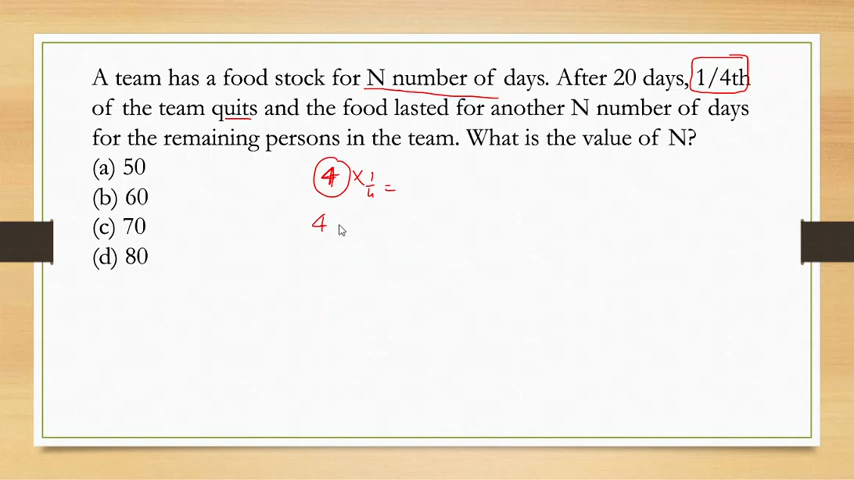 A team has a food stock for N number of days. After 20 days, 1/4th
of the team quits and the food lasted for another N number of days
for the remaining persons in the team. What is the value of N?
(a) 50
(b) 60
(c) 70
(d) 80
4 × 1/4 =
4